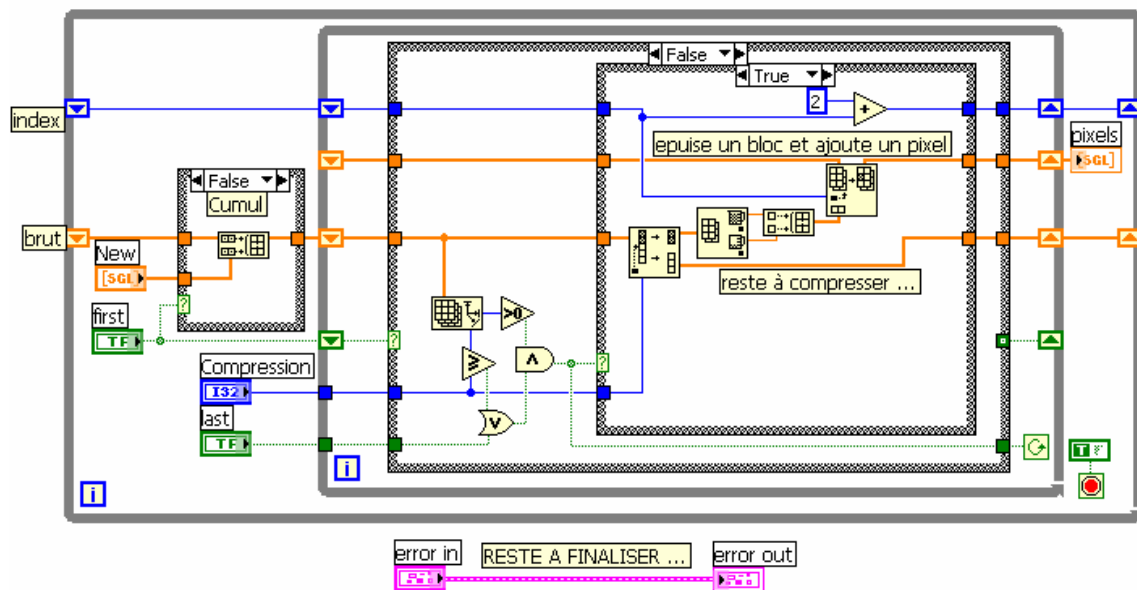 False
True
2
index
epuise un bloc et ajoute un pixel
pixels
SGL]
False
Cumul
brut
New
[SGL
reste à compresser ...
first
?
TF
?
>0
Compression
≥
∧
?
I32
last
TF
∨
i
i
T F
error in
RESTE A FINALISER ...
error out